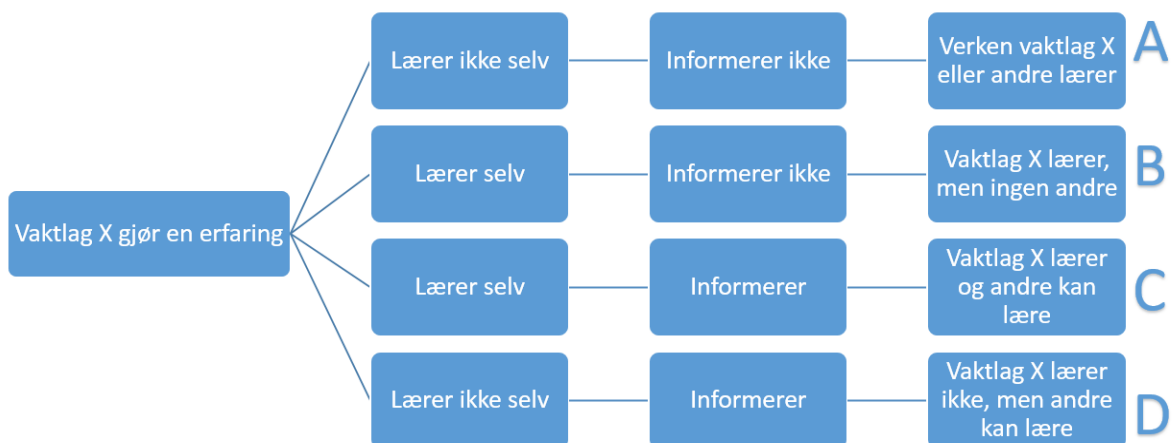 Vaktlag X gjør en erfaring
Lærer ikke selv
Informerer ikke
Verken vaktlag X
eller andre lærer
A
Lærer selv
Informerer ikke
Vaktlag X lærer,
men ingen andre
B
Lærer selv
Informerer
Vaktlag X lærer
og andre kan
lære
C
Lærer ikke selv
Informerer
Vaktlag X lærer
ikke, men andre
kan lære
D